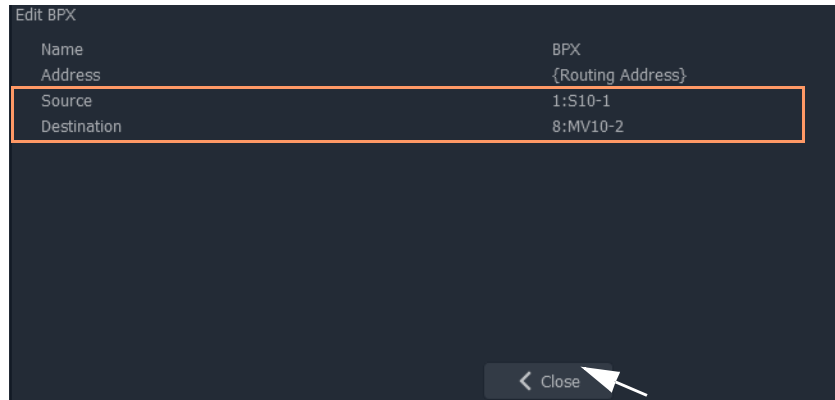 Edit BPX
Name BPX
Address {Routing Address}
Source 1:S10-1
Destination 8:MV10-2
Close